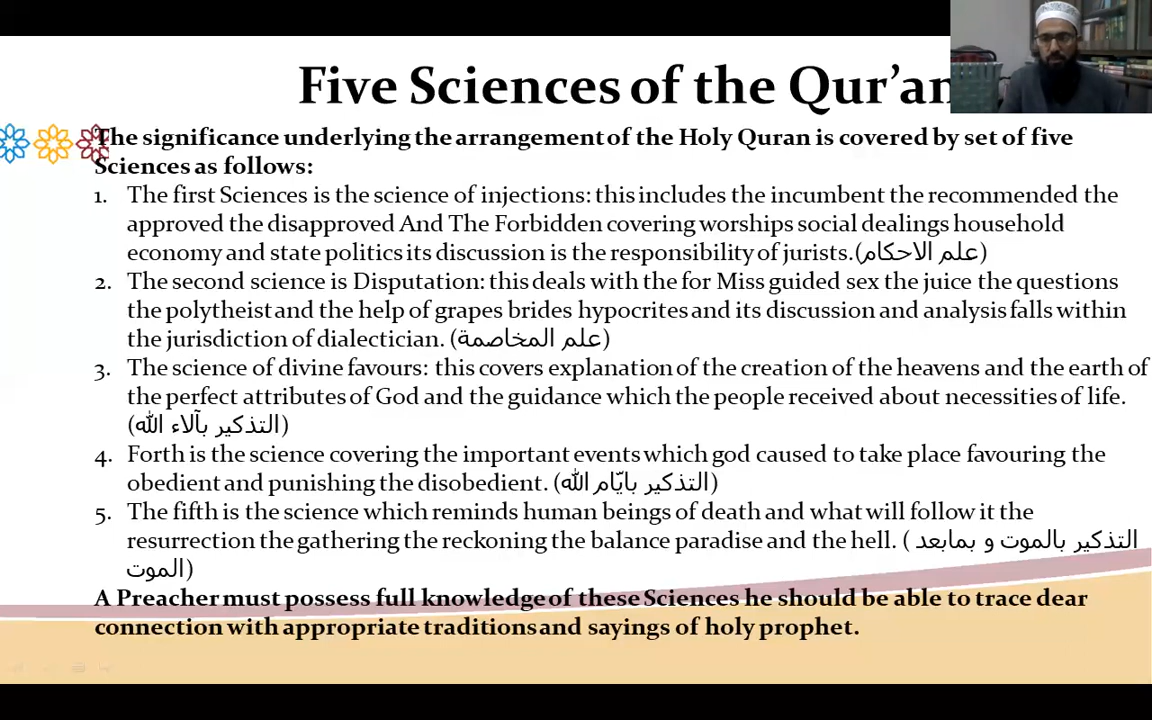 Five Sciences of the Qur’an
The significance underlying the arrangement of the Holy Quran is covered by set of five
Sciences as follows:
1. The first Sciences is the science of injections: this includes the incumbent the recommended the
approved the disapproved And The Forbidden covering worships social dealings household
economy and state politics its discussion is the responsibility of jurists.(علم الاحكام)
2. The second science is Disputation: this deals with the for Miss guided sex the juice the questions
the polytheist and the help of grapes brides hypocrites and its discussion and analysis falls within
the jurisdiction of dialectician. (علم المخاصمة)
3. The science of divine favours: this covers explanation of the creation of the heavens and the earth of
the perfect attributes of God and the guidance which the people received about necessities of life.
(التذكير بآلاء الله)
4. Forth is the science covering the important events which god caused to take place favouring the
obedient and punishing the disobedient. (التذكير بايّام الله)
5. The fifth is the science which reminds human beings of death and what will follow it the
resurrection the gathering the reckoning the balance paradise and the hell. ( التذكير بالموت و بمابعد
الموت)
A Preacher must possess full knowledge of these Sciences he should be able to trace dear
connection with appropriate traditions and sayings of holy prophet.